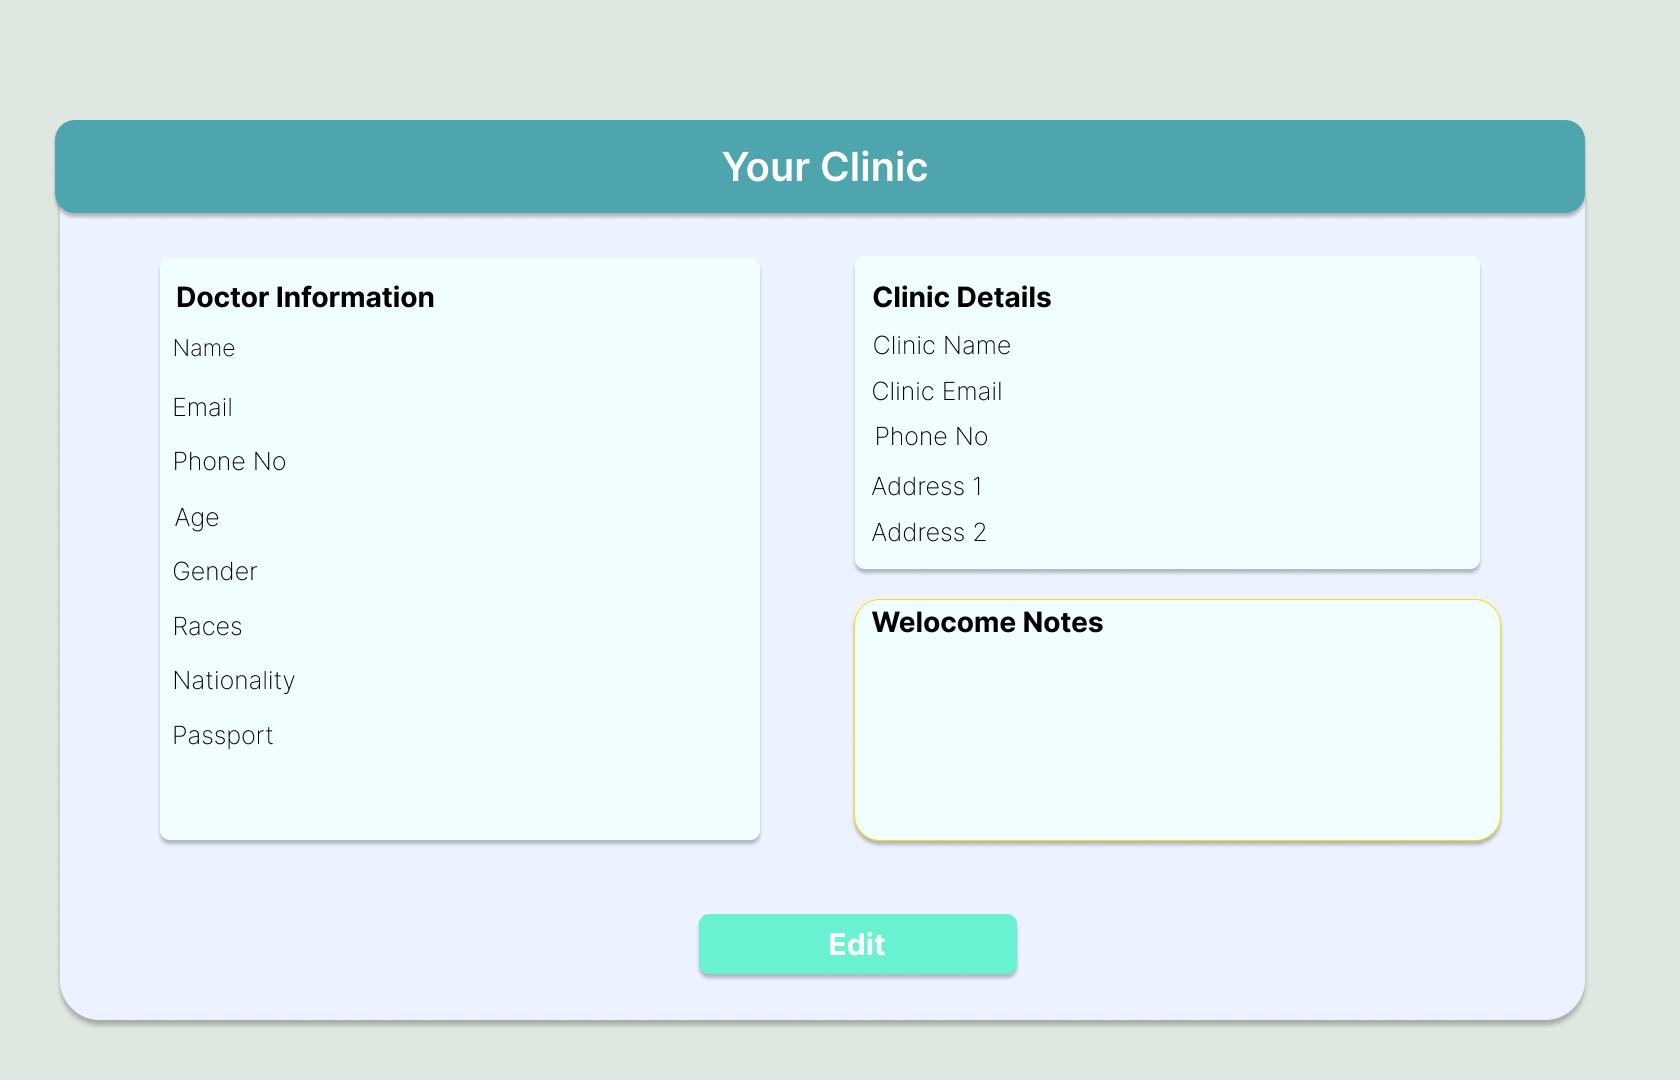 Your Clinic
Doctor Information
Name
Email
Phone No
Age
Gender
Races
Nationality
Passport
Clinic Details
Clinic Name
Clinic Email
Phone No
Address 1
Address 2
Welocome Notes
Edit